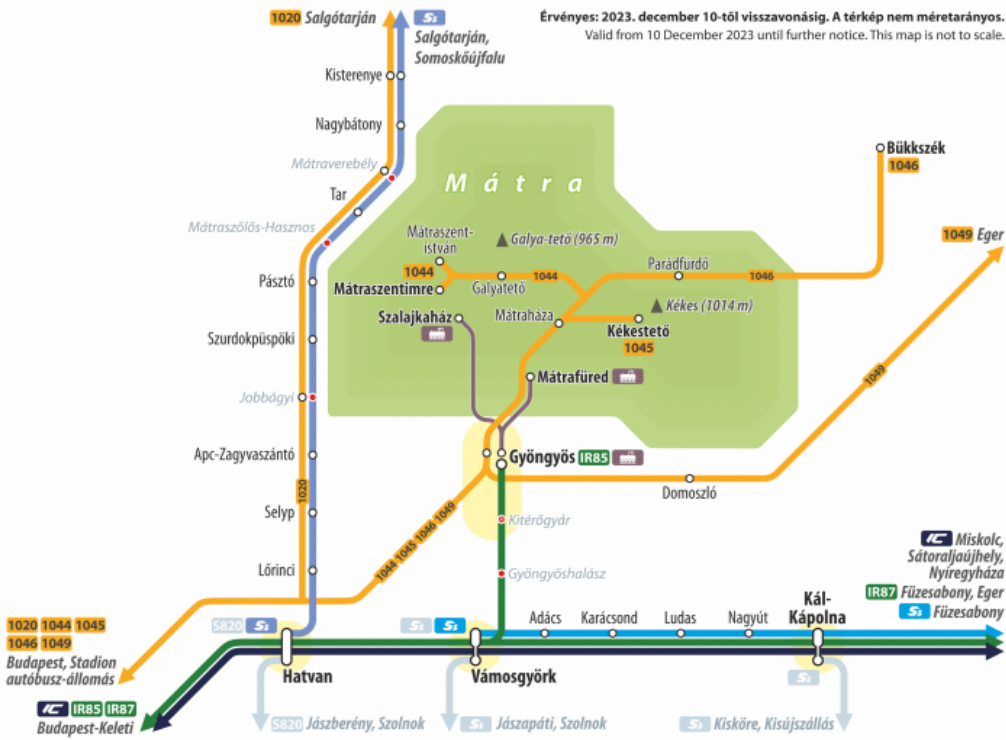 1020 Salgótarján
S
Salgótarján,
Somoskőújfalu
Érvényes: 2023. december 10-től visszavonásig. A térkép nem méretarányos.
Valid from 10 December 2023 until further notice. This map is not to scale.
Kisterenye
Nagybátony
Mátraverebély
Tar
Mátraszőlős-Hasznos
Pásztó
Szurdokpüspöki
Jobbágyi
Apc-Zagyvaszántó
1020
Selyp
Lőrinci
Mátra
Bükkszék
1046
Mátraszent-
istván
Galya-tető (965 m)
1044
1044
Mátraszentimre
Galyatető
Parádfürdő
1046
1049 Eger
Szalajkaház
Mátraháza
Kékes (1014 m)
Kékestető
1045
Mátrafüred
1049
Gyöngyös IR85
Domoszló
Kitérőgyár
1044 1045 1046 1049
Gyöngyöshalász
IC Miskolc,
Sátoraljaújhely,
Nyíregyháza
IR87 Füzesabony, Eger
S Füzesabony
1020 1044 1045
1046 1049
Budapest, Stadion
autóbusz-állomás
S820 S
S S
Adács
Karácsond
Ludas
Nagyút
Kál-
Kápolna
Hatvan
Vámosgyörk
S
IC IR85 IR87
Budapest-Keleti
S820 Jászberény, Szolnok
S Jászapáti, Szolnok
S Kisköre, Kisújszállás